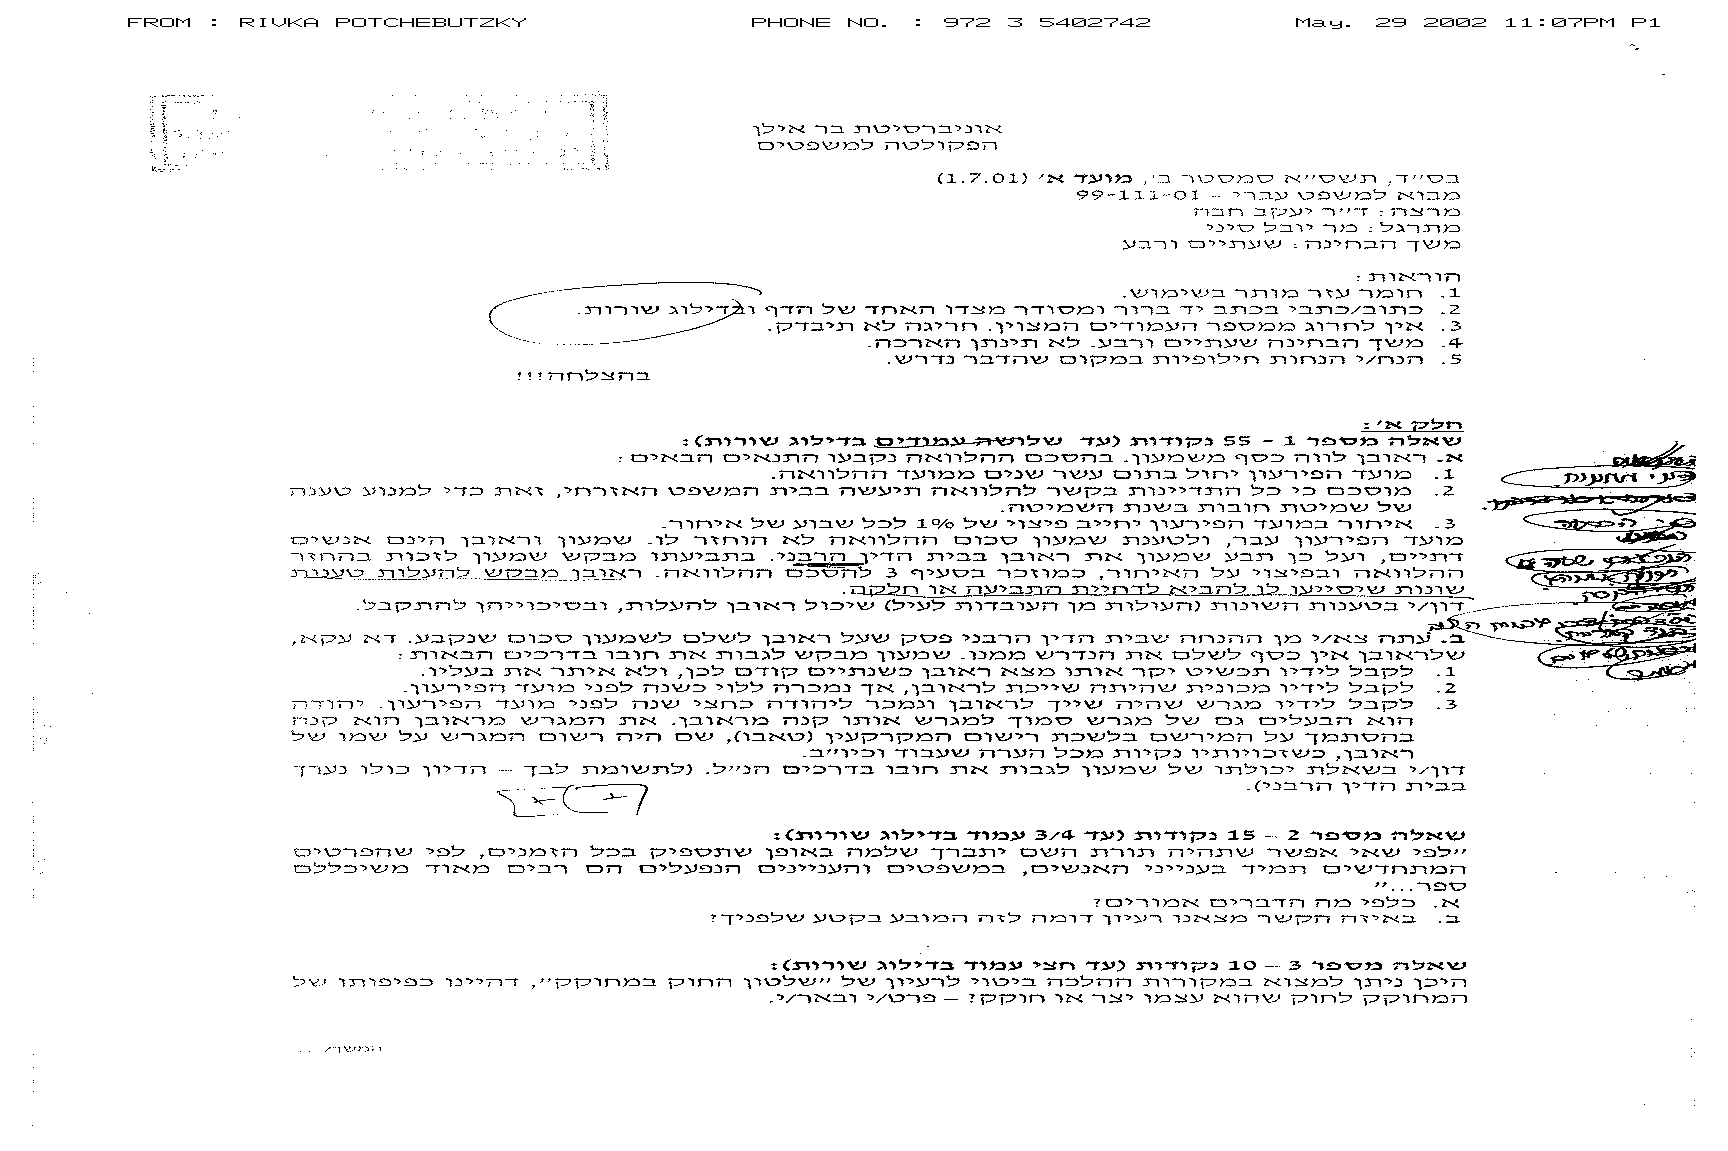 FROM : RIVKA POTCHEBUTZKY PHONE NO. : 972 3 5402742 May. 29 2002 11:07PM P1
אוניברסיטת בר אילן
הפקולטה למשפטים
בס״ד, תשס״א סמסטר ב׳, מועד א׳ (1.7.01)
מבוא למשפט עברי – 99-111-01
מרצה: ד״ר יעקב חבה
מתרגל: מר יובל סיני
משך הבחינה: שעתיים ורבע
הוראות:
1. חומר עזר מותר בשימוש.
2. כתוב/כתבי בכתב יד ברור ומסודר מצדו האחד של הדף ובדילוג שורות.
3. אין לחרוג ממספר העמודים המצוין. חריגה לא תיבדק.
4. משך הבחינה שעתיים ורבע. לא תינתן הארכה.
5. הנח/י הנחות חילופיות במקום שהדבר נדרש.
בהצלחה!!!
חלק א׳:
שאלה מספר 1 – 55 נקודות (עד שלושה עמודים בדילוג שורות):
א. ראובן לווה כסף משמעון. בהסכם ההלוואה נקבעו התנאים הבאים:
1. מועד הפירעון יחול בתום עשר שנים ממועד ההלוואה.
2. מוסכם כי כל התדיינות בקשר להלוואה תיעשה בבית המשפט האזרחי, זאת כדי למנוע טענה
של שמיטת חובות בשנת השמיטה.
3. איחור במועד הפירעון יחייב פיצוי של 1% לכל שבוע של איחור.
מועד הפירעון עבר, ולטענת שמעון סכום ההלוואה לא הוחזר לו. שמעון וראובן הינם אנשים
דתיים, ועל כן תבע שמעון את ראובן בבית הדין הרבני. בתביעתו מבקש שמעון לזכות בהחזר
ההלוואה ובפיצוי על האיחור, כמוזכר בסעיף 3 להסכם ההלוואה. ראובן מבקש להעלות טענות
שונות שיסייעו לו להביא לדחיית התביעה או חלקה.
דון/י בטענות השונות (העולות מן העובדות לעיל) שיכול ראובן להעלות, ובסיכוייהן להתקבל.
ב. עתה צא/י מן ההנחה שבית הדין הרבני פסק שעל ראובן לשלם לשמעון סכום שנקבע. דא עקא,
שלראובן אין כסף לשלם את הנדרש ממנו. שמעון מבקש לגבות את חובו בדרכים הבאות:
1. לקבל לידיו תכשיט יקר אותו מצא ראובן כשנתיים קודם לכן, ולא איתר את בעליו.
2. לקבל לידיו מכונית שהיתה שייכת לראובן, אך נמכרה ללוי כשנה לפני מועד הפירעון.
3. לקבל לידיו מגרש שהיה שייך לראובן ונמכר ליהודה כחצי שנה לפני מועד הפירעון. יהודה
הוא הבעלים גם של מגרש סמוך למגרש אותו קנה מראובן. את המגרש מראובן הוא קנה
בהסתמך על המירשם בלשכת רישום המקרקעין (טאבו), שם היה רשום המגרש על שמו של
ראובן, כשזכויותיו נקיות מכל הערה שעבוד וכיו״ב.
דון/י בשאלת יכולתו של שמעון לגבות את חובו בדרכים הנ״ל. (לתשומת לבך – הדיון כולו נערך
בבית הדין הרבני).
שאלה מספר 2 – 15 נקודות (עד 3/4 עמוד בדילוג שורות):
״לפי שאי אפשר שתהיה תורת השם יתברך שלמה באופן שתספיק בכל הזמנים, לפי שהפרטים
המתחדשים תמיד בענייני האנשים, במשפטים והעניינים הנפעלים הם רבים מאוד משיכללם
ספר...״
א. כלפי מה הדברים אמורים?
ב. באיזה הקשר מצאנו רעיון דומה לזה המובע בקטע שלפניך?
שאלה מספר 3 – 10 נקודות (עד חצי עמוד בדילוג שורות):
היכן ניתן למצוא במקורות ההלכה ביטוי לרעיון של ״שלטון החוק במחוקק״, דהיינו כפיפותו של
המחוקק לחוק שהוא עצמו יצר או חוקק? – פרט/י ובאר/י.
המשך/